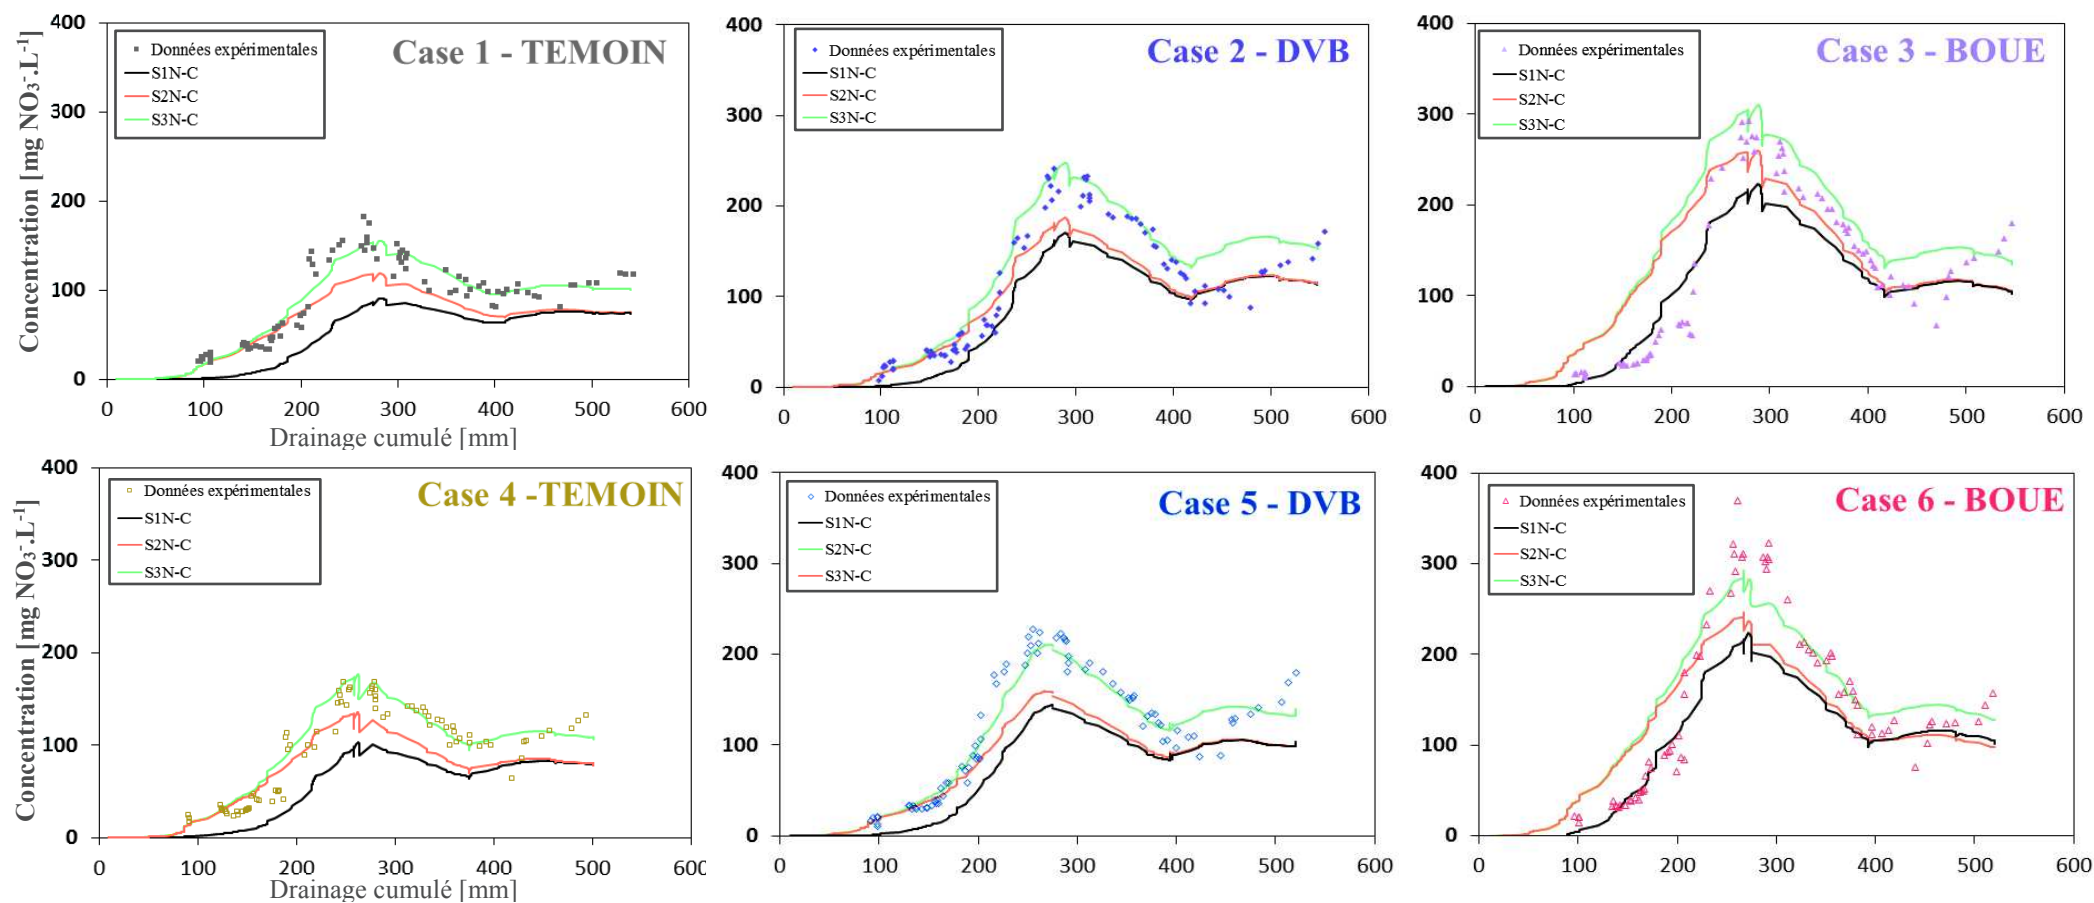 Concentration [mg NO₃⁻.L⁻¹]
400
300
200
100
0
Données expérimentales
S1N-C
S2N-C
S3N-C
Case 1 - TEMOIN
0 100 200 300 400 500 600
Drainage cumulé [mm]
400
300
200
100
0
Données expérimentales
S1N-C
S2N-C
S3N-C
Case 2 - DVB
0 100 200 300 400 500 600
400
300
200
100
0
Données expérimentales
S1N-C
S2N-C
S3N-C
Case 3 - BOUE
0 100 200 300 400 500 600
Concentration [mg NO₃⁻.L⁻¹]
400
300
200
100
0
Données expérimentales
S1N-C
S2N-C
S3N-C
Case 4 -TEMOIN
0 100 200 300 400 500 600
Drainage cumulé [mm]
400
300
200
100
0
Données expérimentales
S1N-C
S2N-C
S3N-C
Case 5 - DVB
0 100 200 300 400 500 600
400
300
200
100
0
Données expérimentales
S1N-C
S2N-C
S3N-C
Case 6 - BOUE
0 100 200 300 400 500 600